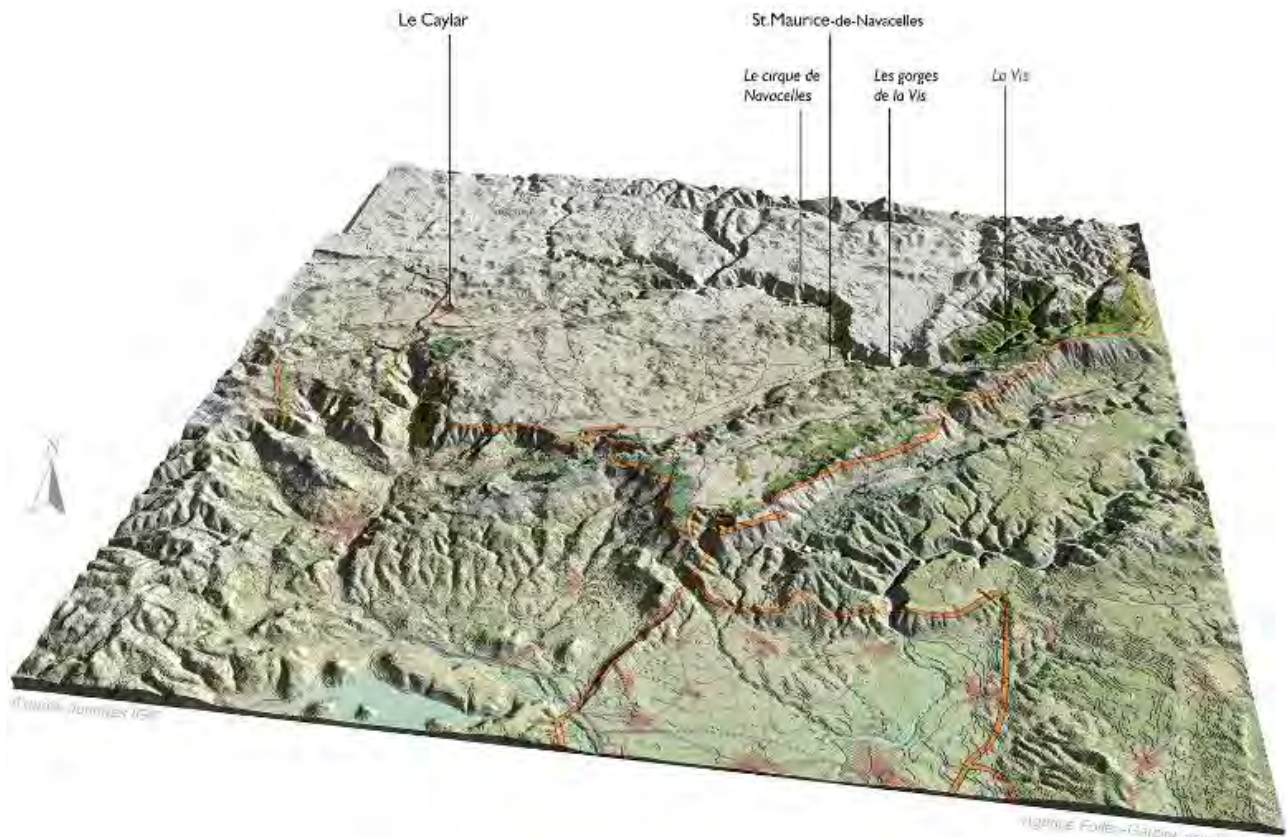 Le Caylar
St.Maurice-de-Navacelles
Le cirque de
Navacelles
Les gorges
de la Vis
La Vis
N